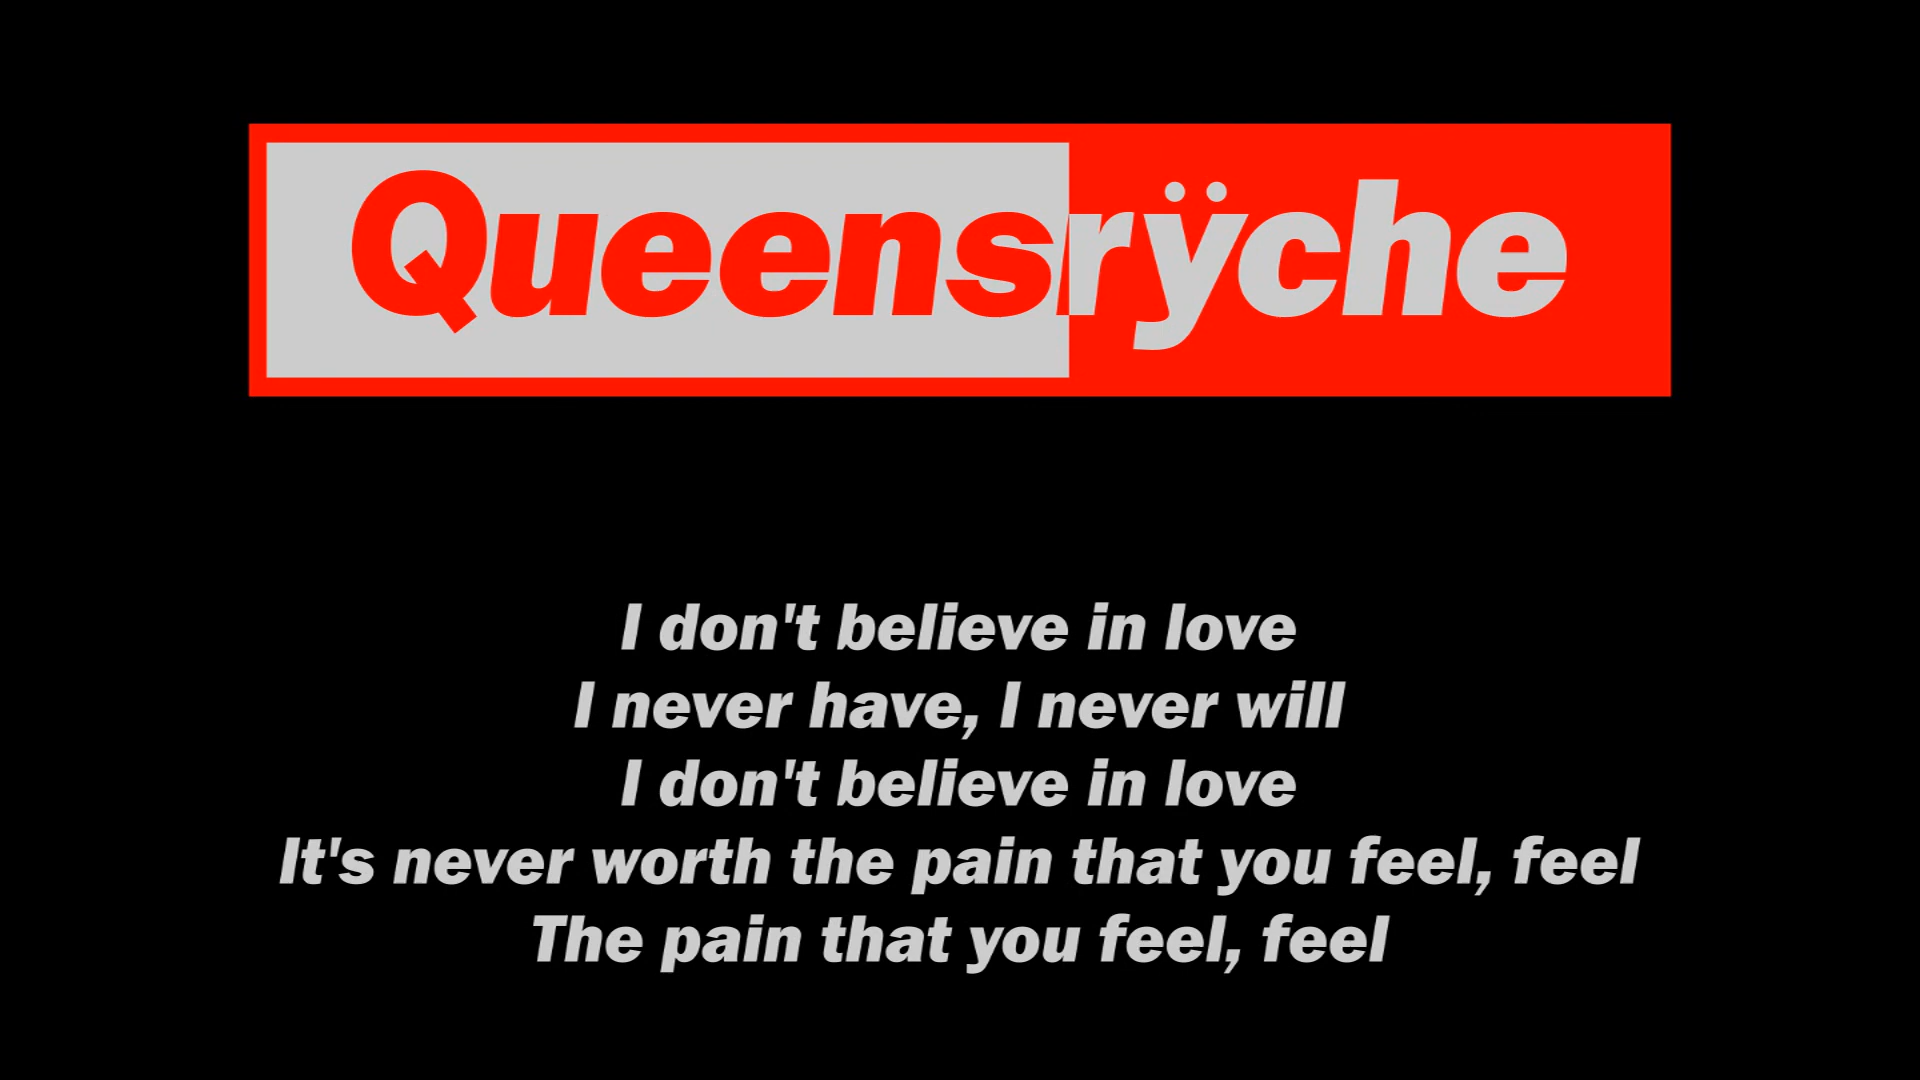 Queensrÿche
I don't believe in love
I never have, I never will
I don't believe in love
It's never worth the pain that you feel, feel
The pain that you feel, feel